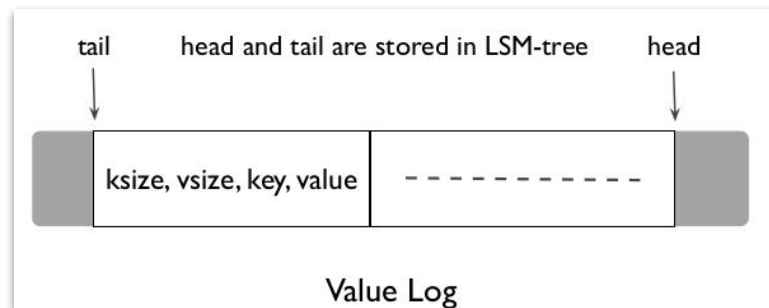 tail head and tail are stored in LSM-tree head
ksize, vsize, key, value
Value Log